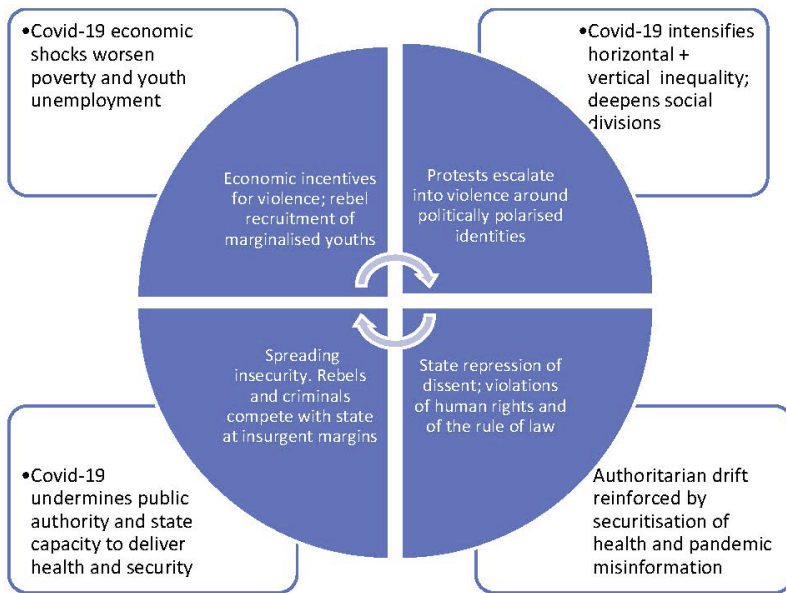 •Covid-19 economic
shocks worsen
poverty and youth
unemployment
•Covid-19 intensifies
horizontal +
vertical inequality;
deepens social
divisions
Economic incentives
for violence; rebel
recruitment of
marginalised youths
Protests escalate
into violence around
politically polarised
identities
Spreading
insecurity. Rebels
and criminals
compete with state
at insurgent margins
State repression of
dissent; violations
of human rights and
of the rule of law
•Covid-19
undermines public
authority and state
capacity to deliver
health and security
Authoritarian drift
reinforced by
securitisation of
health and pandemic
misinformation